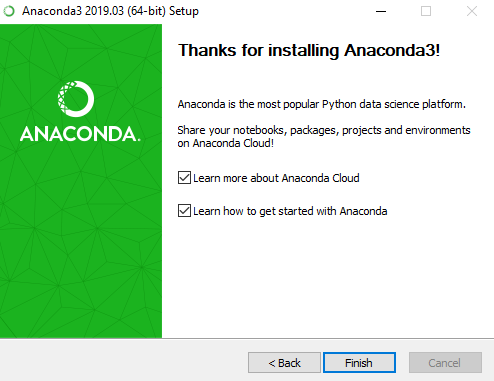 Anaconda3 2019.03 (64-bit) Setup
Thanks for installing Anaconda3!
ANACONDA.
Anaconda is the most popular Python data science platform.
Share your notebooks, packages, projects and environments
on Anaconda Cloud!
Learn more about Anaconda Cloud
Learn how to get started with Anaconda
< Back
Finish
Cancel